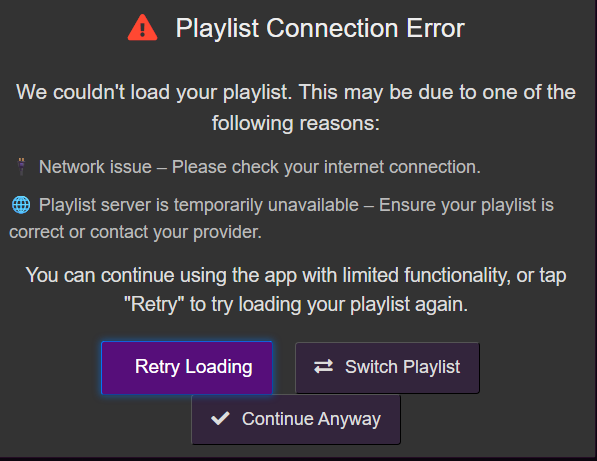 Playlist Connection Error
We couldn't load your playlist. This may be due to one of the
following reasons:
Network issue – Please check your internet connection.
Playlist server is temporarily unavailable – Ensure your playlist is
correct or contact your provider.
You can continue using the app with limited functionality, or tap
"Retry" to try loading your playlist again.
Retry Loading
Switch Playlist
Continue Anyway